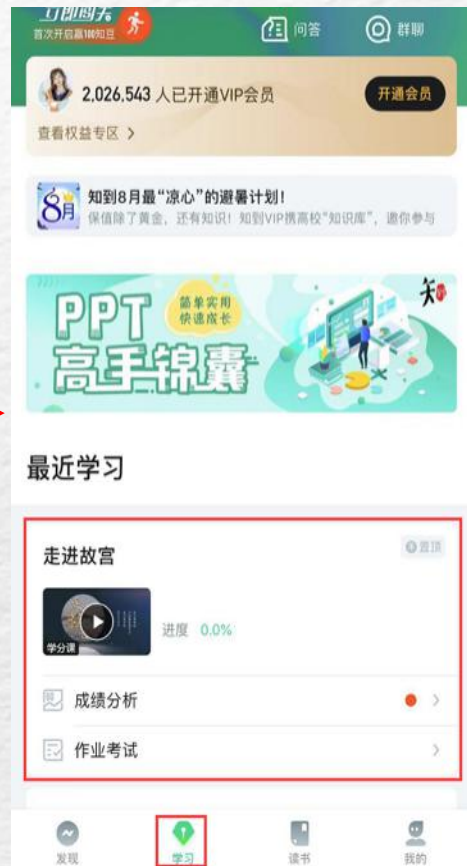 立即闯关
首次开启赢100知豆
问答
群聊
2,026,543 人已开通VIP会员
开通会员
查看权益专区 >
8月
知到8月最“凉心”的避暑计划!
保值除了黄金，还有知识! 知到VIP携高校“知识库”，邀你参与
PPT
高手锦囊
简单实用
快速成长
知
最近学习
走进故宫
置顶
学分课
进度 0.0%
成绩分析
作业考试
发现
学习
读书
我的